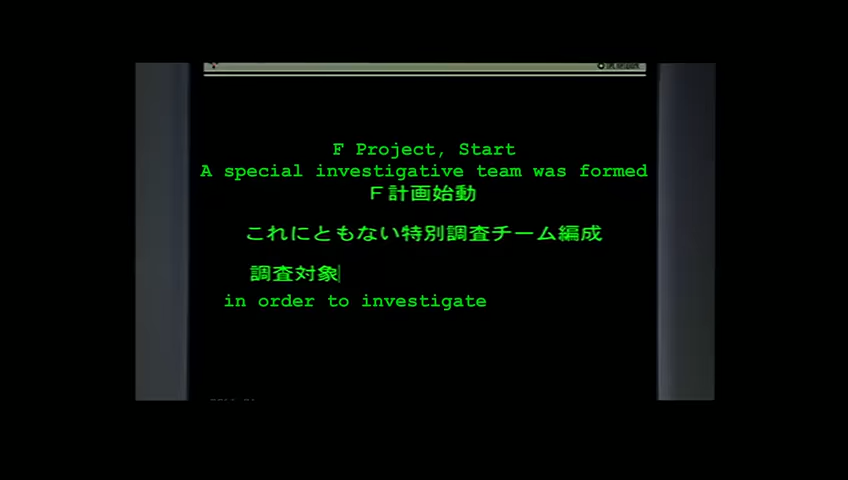 F Project, Start
A special investigative team was formed
Ｆ計画始動
これにともない特別調査チーム編成
調査対象
in order to investigate